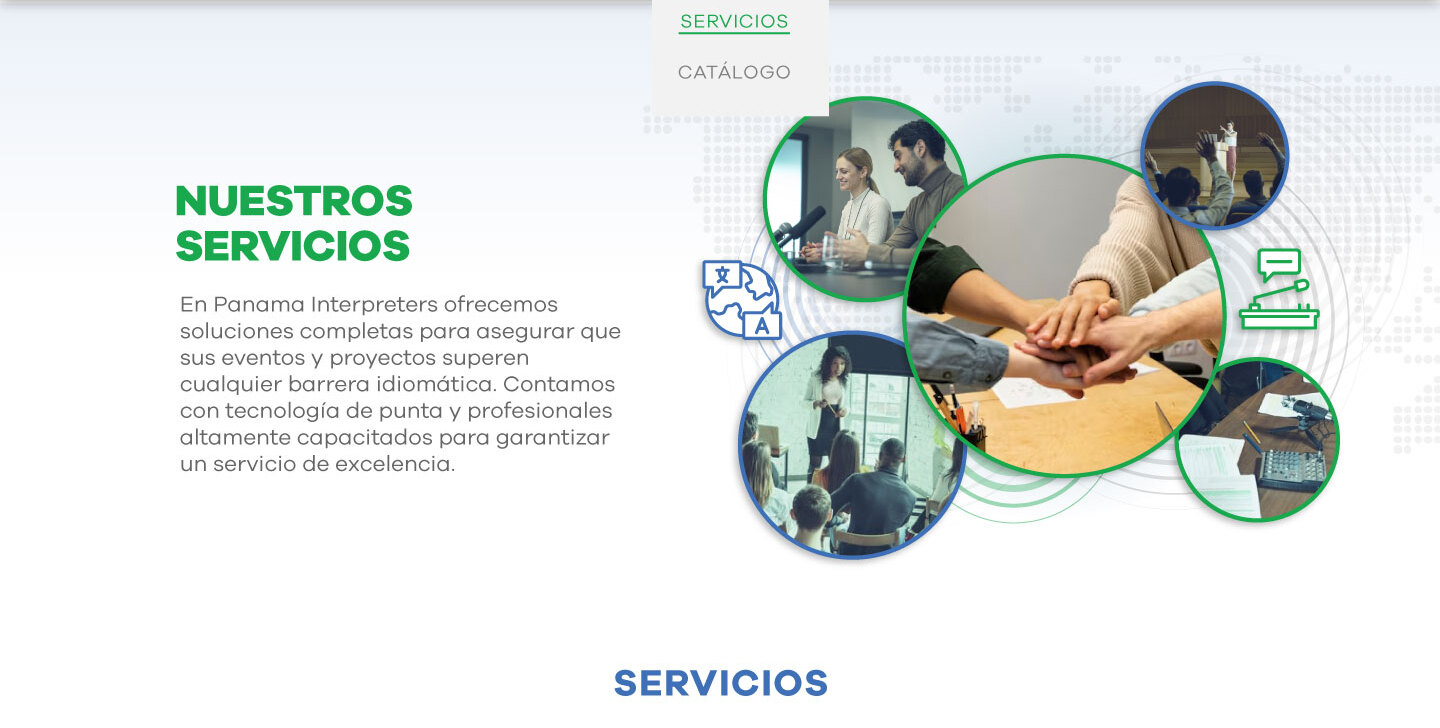 SERVICIOS
CATÁLOGO
NUESTROS
SERVICIOS
En Panama Interpreters ofrecemos
soluciones completas para asegurar que
sus eventos y proyectos superen
cualquier barrera idiomática. Contamos
con tecnología de punta y profesionales
altamente capacitados para garantizar
un servicio de excelencia.
文
A
SERVICIOS